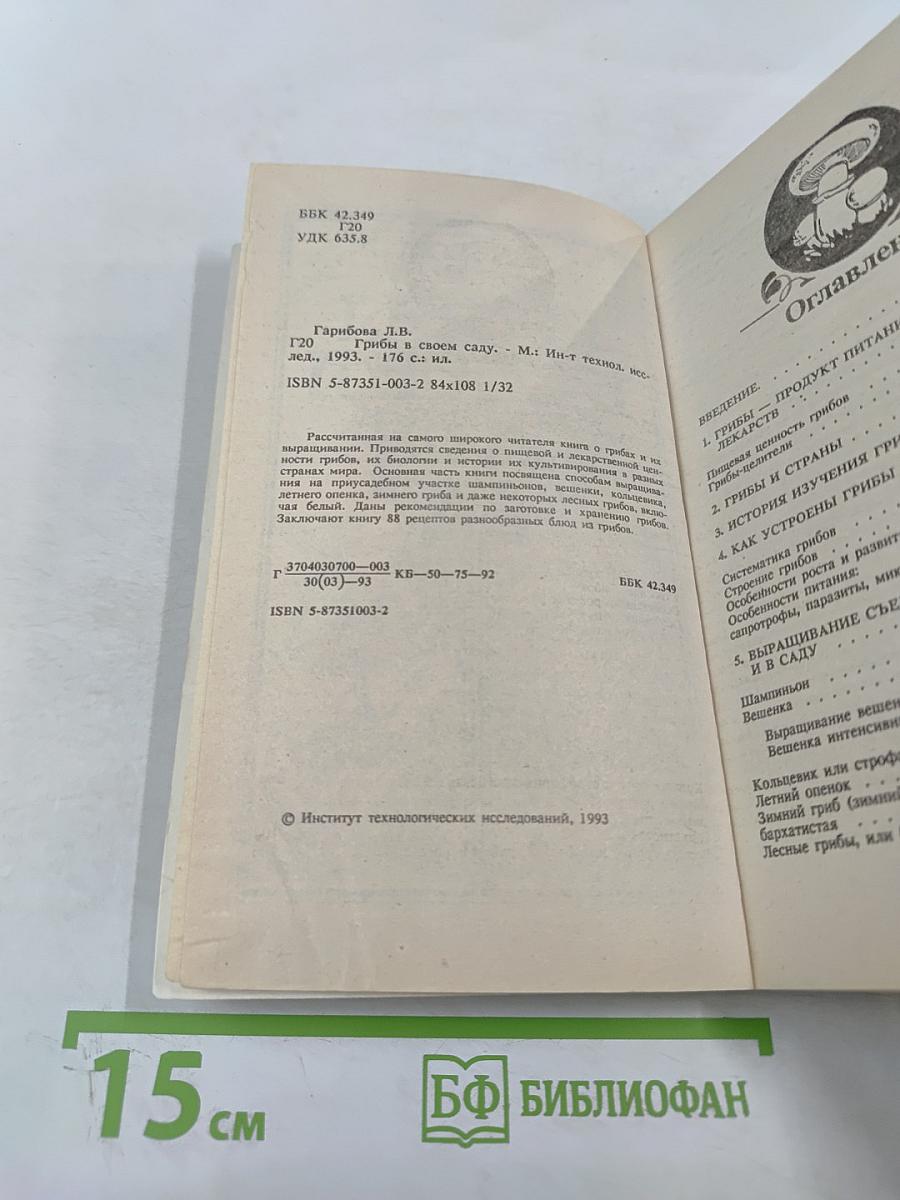 ББК 42.349
Г20
УДК 635.8
Гарибова Л.В.
Г20 Грибы в своем саду. - М.: Ин-т технол. исс-
лед., 1993. - 176 с.: ил.
ISBN 5-87351-003-2 84x108 1/32
Рассчитанная на самого широкого читателя книга о грибах и их
выращивании. Приводятся сведения о пищевой и лекарственной цен-
ности грибов, их биологии и истории их культивирования в разных
странах мира. Основная часть книги посвящена способам выращива-
ния на приусадебном участке шампиньонов, вешенки, кольцевика,
летнего опенка, зимнего гриба и даже некоторых лесных грибов, вклю-
чая белый. Даны рекомендации по заготовке и хранению грибов.
Заключают книгу 88 рецептов разнообразных блюд из грибов.
Г 3704030700—003
30(03)—93 КБ—50—75—92
ББК 42.349
ISBN 5-87351003-2
© Институт технологических исследований, 1993
Оглавлен
ВВЕДЕНИЕ. . . . . . . . . . .
1. ГРИБЫ — ПРОДУКТ ПИТАНИ
ЛЕКАРСТВ . . . . . . . .
Пищевая ценность грибов . . .
Грибы-целители . . . . . . .
2. ГРИБЫ И СТРАНЫ . . . .
3. ИСТОРИЯ ИЗУЧЕНИЯ ГРИ
4. КАК УСТРОЕНЫ ГРИБЫ
Систематика грибов . . . .
Строение грибов . . . . .
Особенности роста и развит
Особенности питания:
сапротрофы, паразиты, мик
5. ВЫРАЩИВАНИЕ СЪЕ
И В САДУ . . . . .
Шампиньон . . . . .
Вешенка . . . . . .
Выращивание вешен
Вешенка интенсивн
Кольцевик или строфа
Летний опенок . . .
Зимний гриб (зимний
бархатистая . . . .
Лесные грибы, или
15 см
БФ БИБЛИОФАН